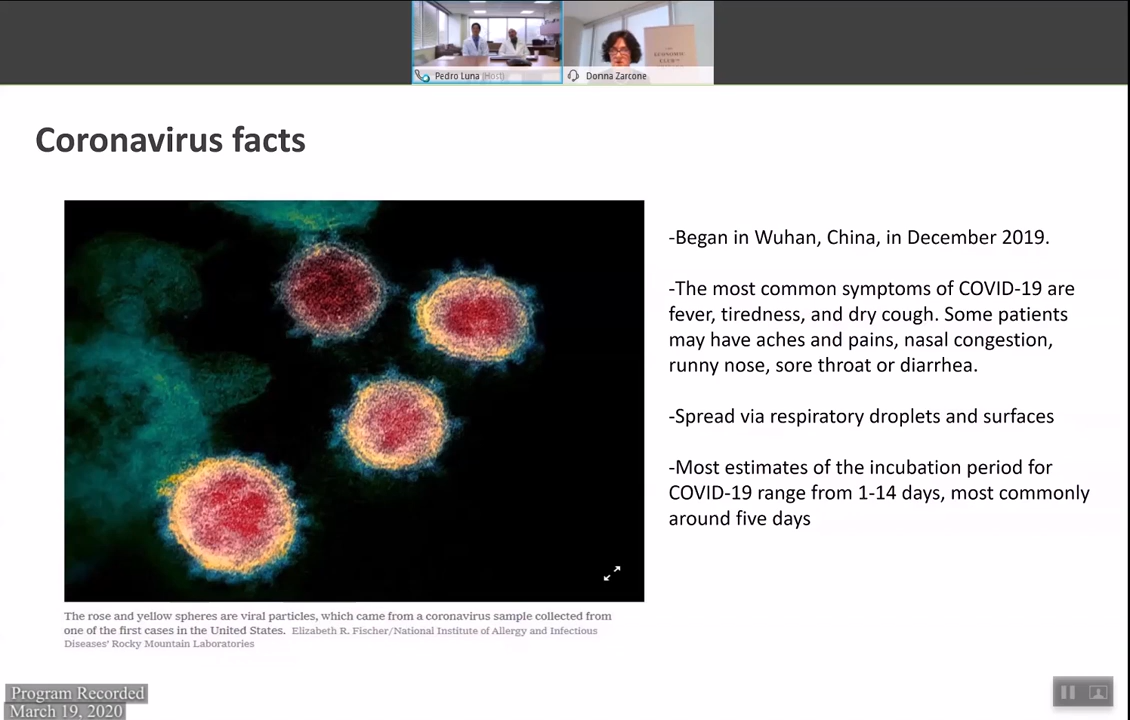 Pedro Luna (Host)
Donna Zarcone
THE
ECONOMIC
CLUB
Coronavirus facts
-Began in Wuhan, China, in December 2019.
-The most common symptoms of COVID-19 are
fever, tiredness, and dry cough. Some patients
may have aches and pains, nasal congestion,
runny nose, sore throat or diarrhea.
-Spread via respiratory droplets and surfaces
-Most estimates of the incubation period for
COVID-19 range from 1-14 days, most commonly
around five days
The rose and yellow spheres are viral particles, which came from a coronavirus sample collected from
one of the first cases in the United States. Elizabeth R. Fischer/National Institute of Allergy and Infectious
Diseases' Rocky Mountain Laboratories
Program Recorded
March 19, 2020